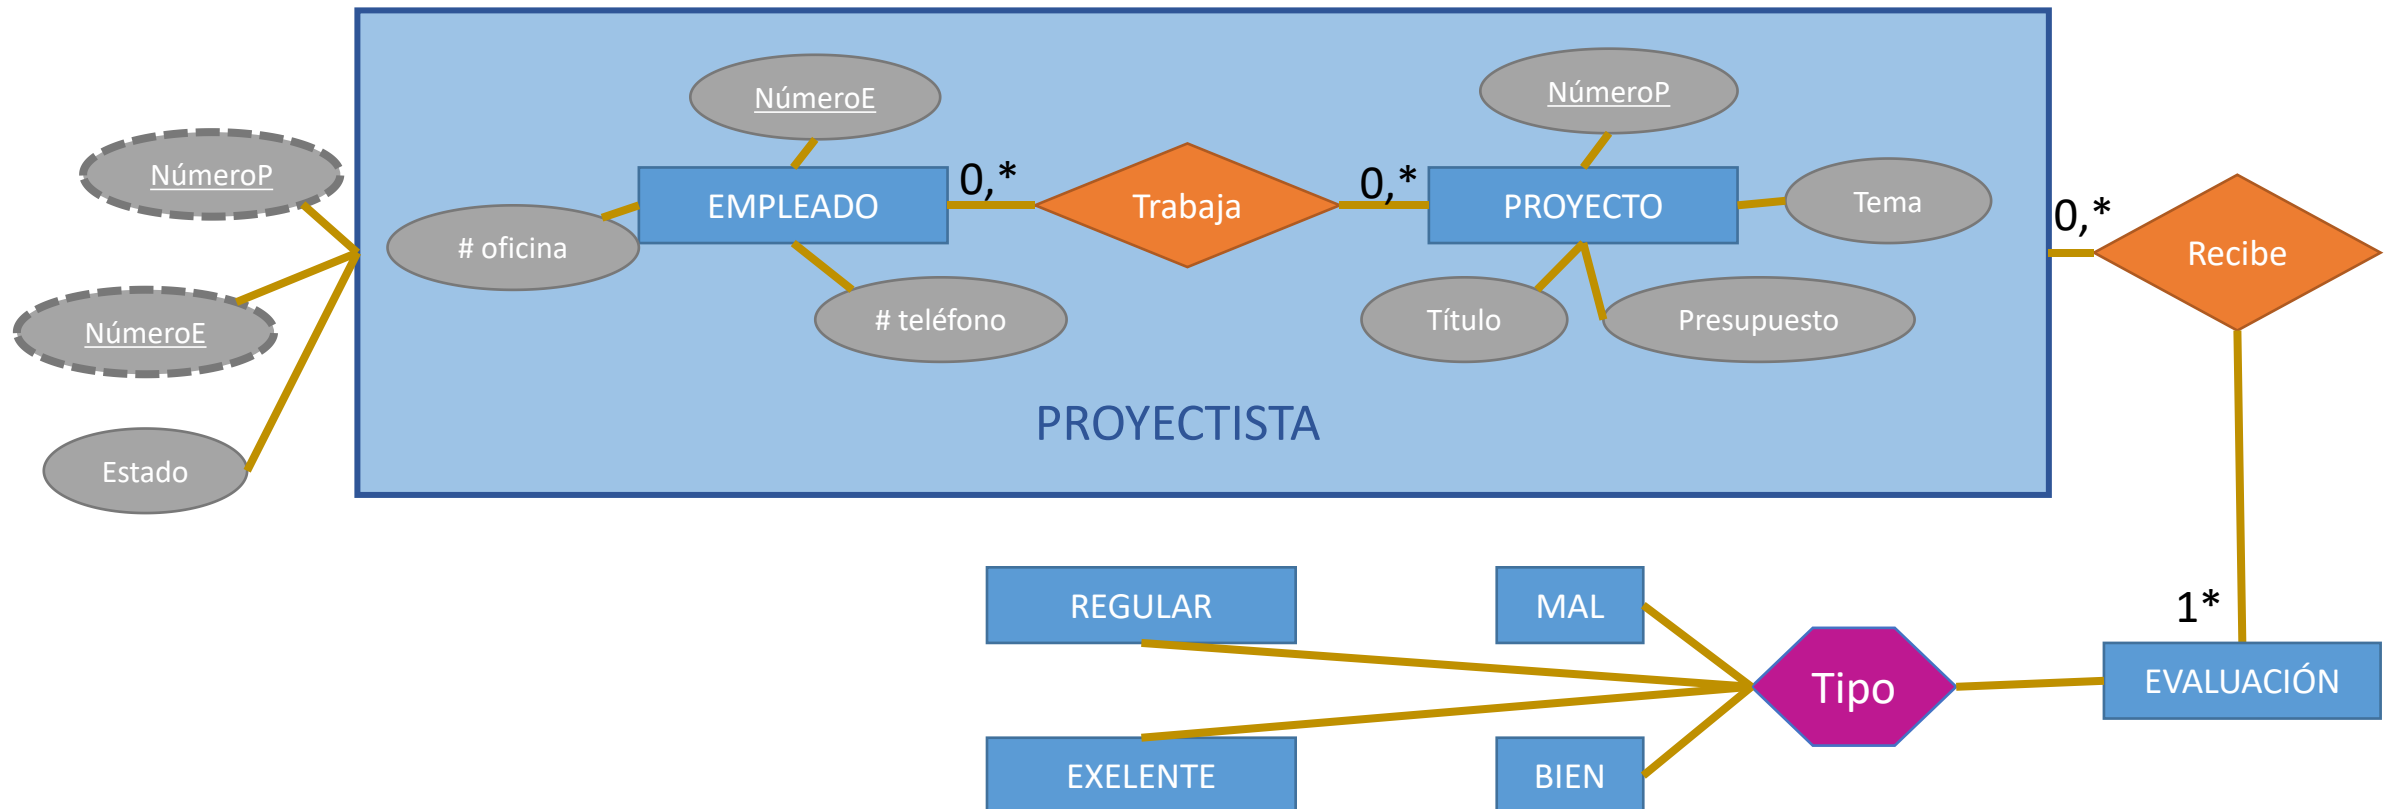 NúmeroE
NúmeroP
NúmeroP
EMPLEADO
0,*
Trabaja
0,*
PROYECTO
Tema
0,*
Recibe
# oficina
NúmeroE
# teléfono
Título
Presupuesto
PROYECTISTA
Estado
REGULAR
MAL
1*
Tipo
EVALUACIÓN
EXELENTE
BIEN